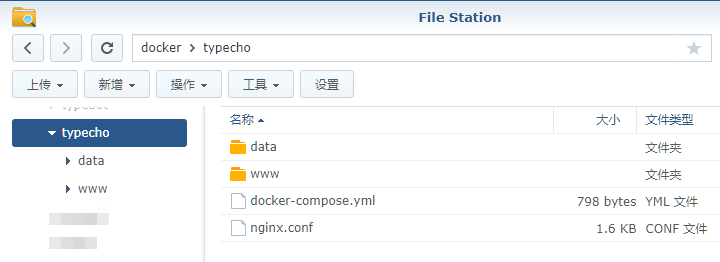 File Station
docker > typecho
上传 新增 操作 工具 设置
typecho
data
www
名称 大小 文件类型
data 文件夹
www 文件夹
docker-compose.yml 798 bytes YML 文件
nginx.conf 1.6 KB CONF 文件